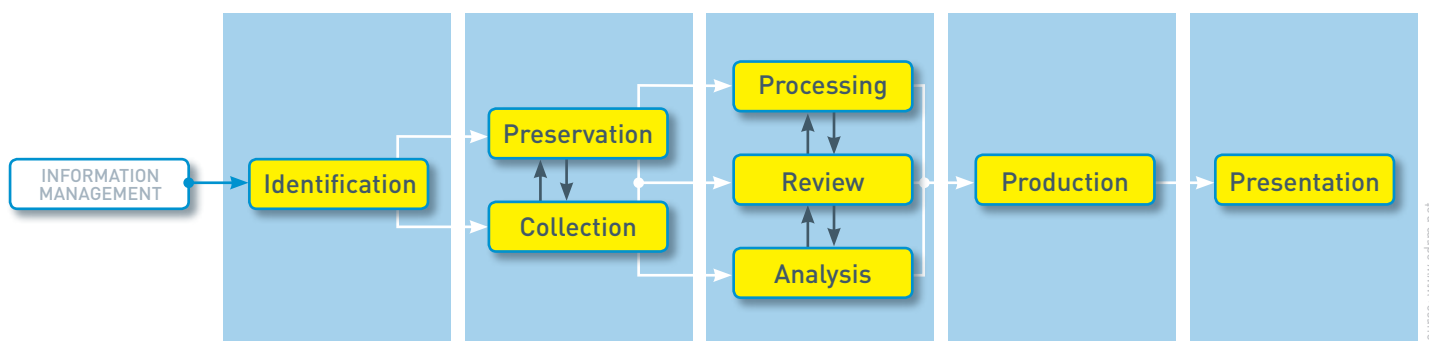 INFORMATION
MANAGEMENT
Identification
Preservation
Collection
Processing
Review
Analysis
Production
Presentation